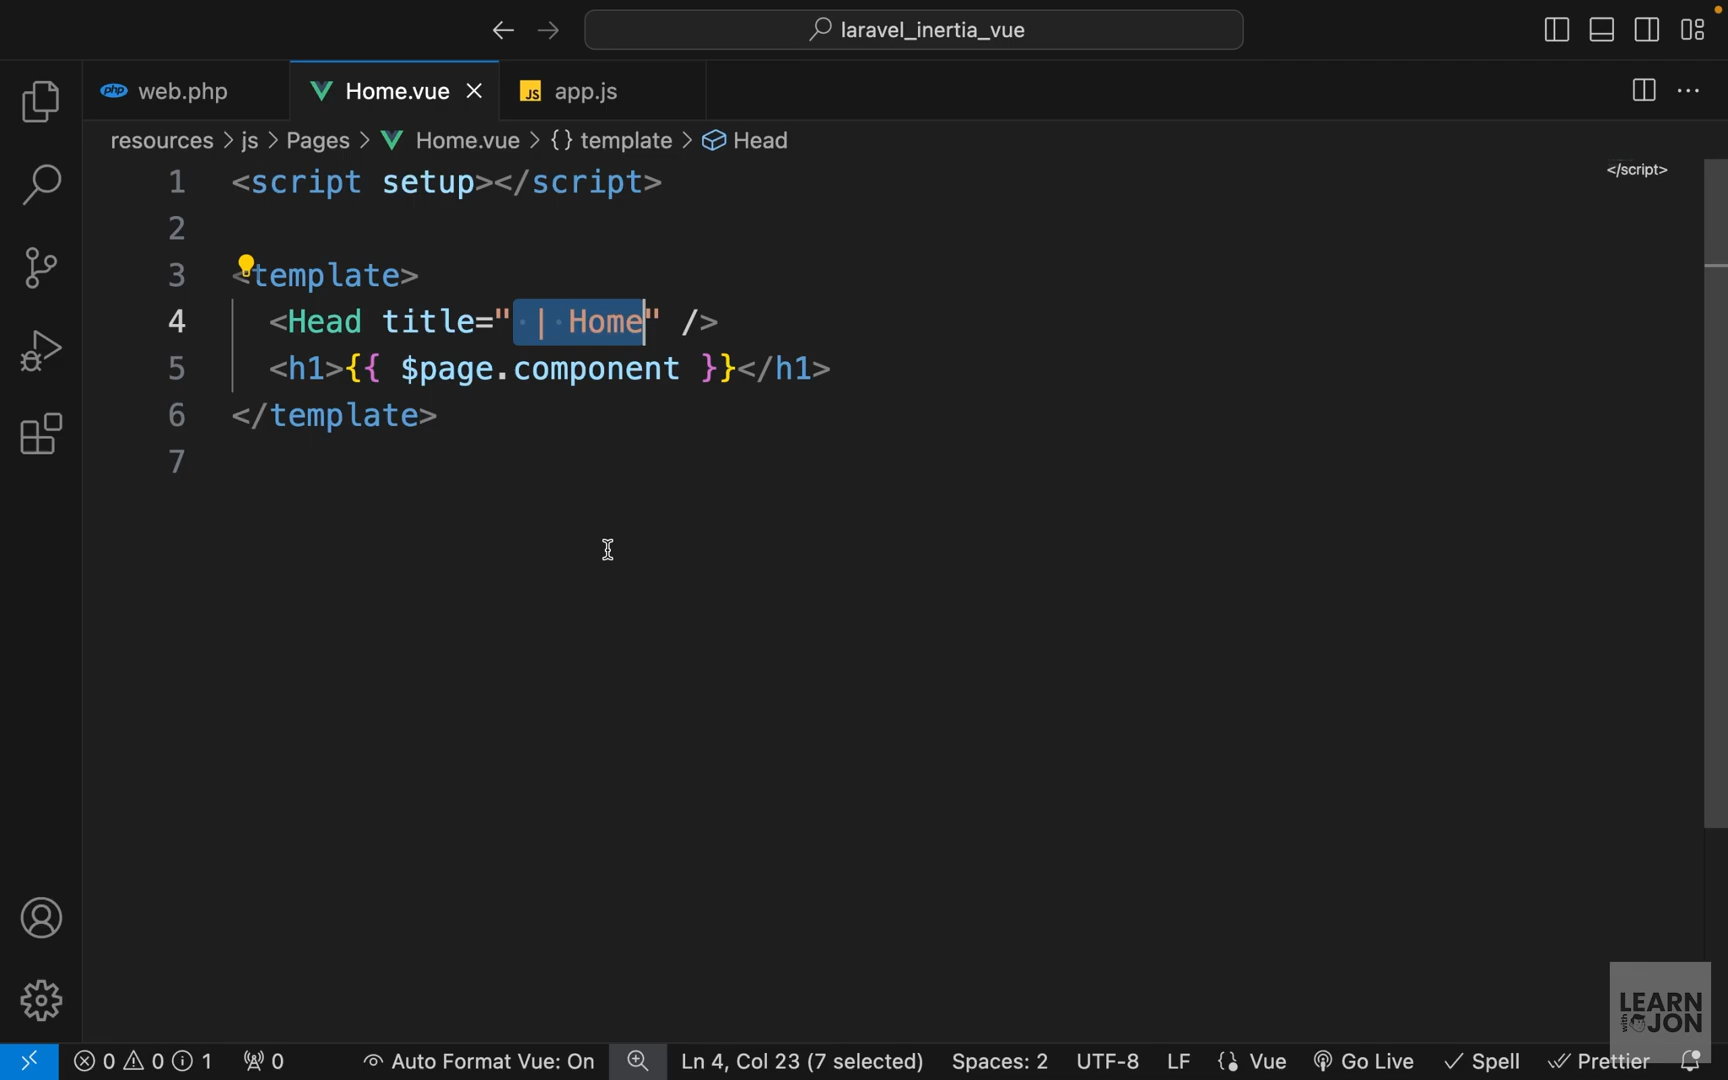 laravel_inertia_vue
php web.php
Home.vue
JS app.js
resources > js > Pages > Home.vue > {} template > Head
1 <script setup></script>
2
3 <template>
4 <Head title=" | Home" />
5 <h1>{{ $page.component }}</h1>
6 </template>
7
</script>
LEARN
with JON
0 0 1 0 Auto Format Vue: On Ln 4, Col 23 (7 selected) Spaces: 2 UTF-8 LF {} Vue Go Live Spell Prettier